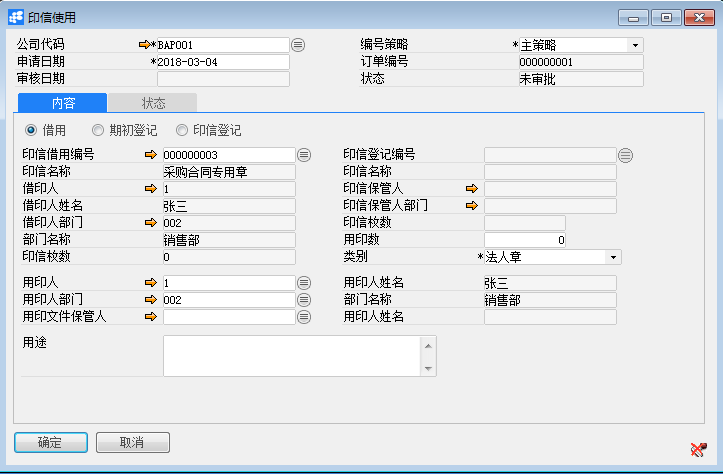 印信使用
公司代码 *BAP001 编号策略 *主策略
申请日期 *2018-03-04 订单编号 000000001
审核日期 状态 未审批
内容 状态
借用 期初登记 印信登记
印信借用编号 000000003 印信登记编号
印信名称 采购合同专用章 印信名称
借印人 1 印信保管人
借印人姓名 张三 印信保管人部门
借印人部门 002 印信枚数
部门名称 销售部 用印数 0
印信枚数 0 类别 *法人章
用印人 1 用印人姓名 张三
用印人部门 002 部门名称 销售部
用印文件保管人 用印人姓名
用途
确定 取消